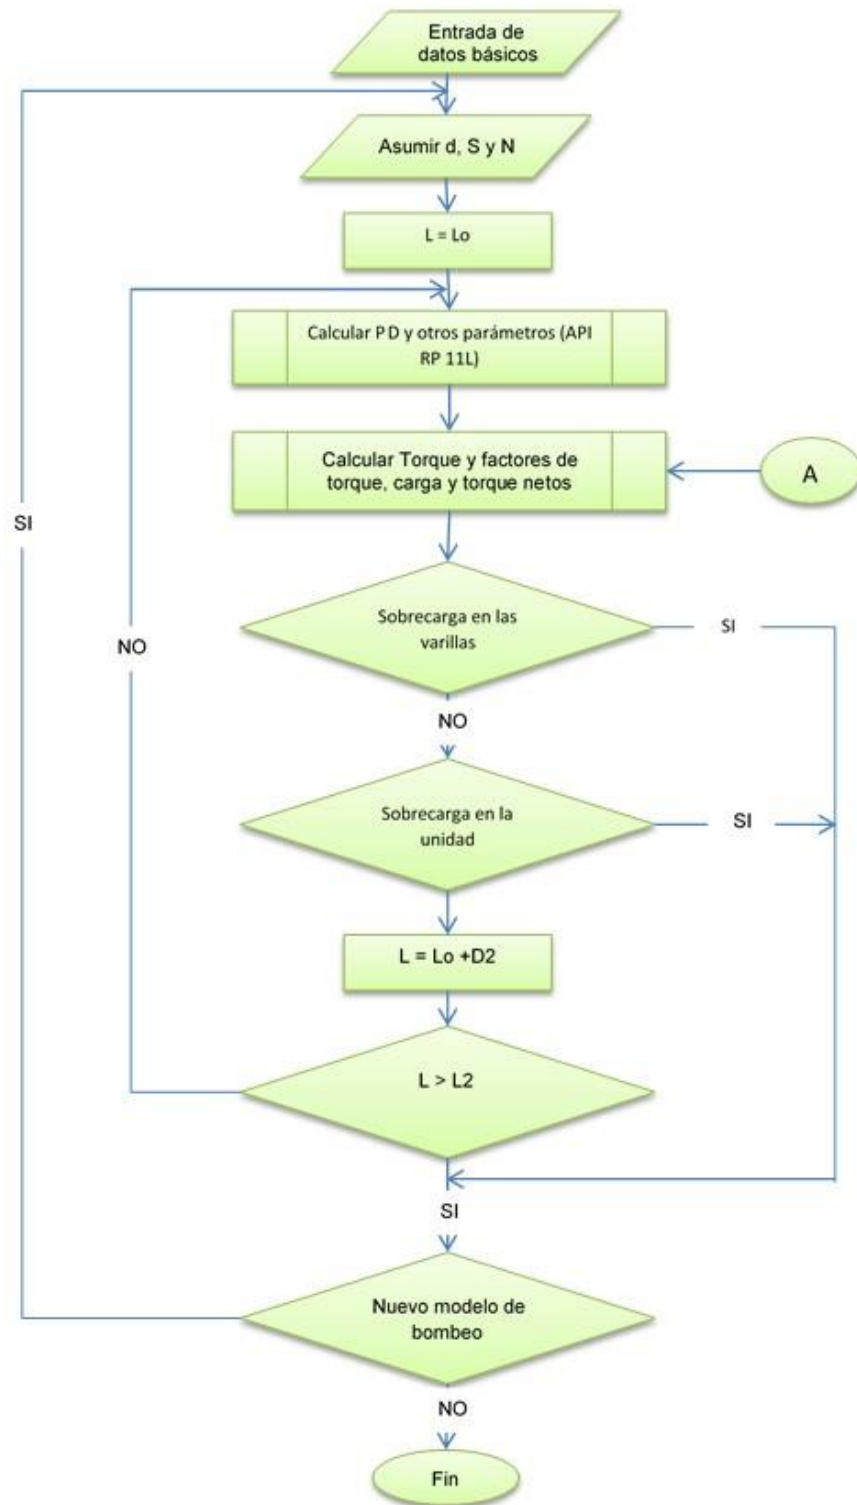 Entrada de
datos básicos
Asumir d, S y N
L = Lo
Calcular PD y otros parámetros (API
RP 11L)
Calcular Torque y factores de
torque, carga y torque netos
A
SI
Sobrecarga en las
varillas
SI
NO
NO
Sobrecarga en la
unidad
SI
L = Lo +D2
L > L2
SI
Nuevo modelo de
bombeo
NO
Fin